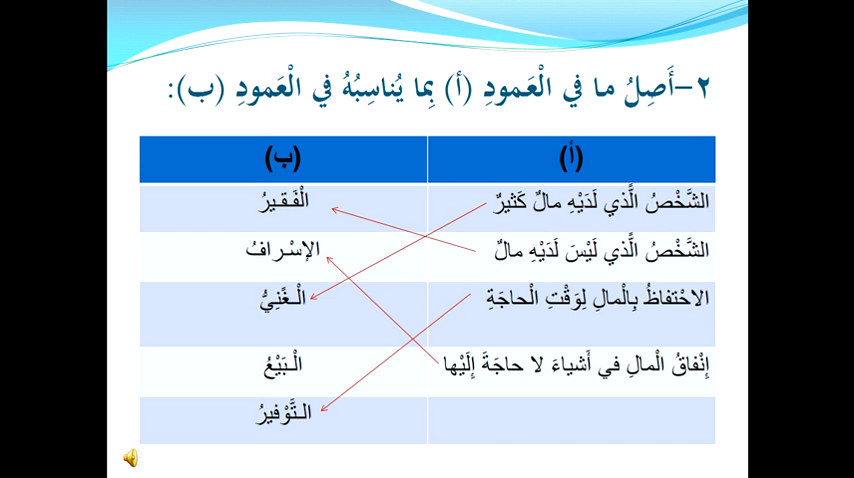 ٢-أَصِلُ ما في الْعَمودِ (أ) بِما يُناسِبُهُ في الْعَمودِ (ب):
(أ) (ب)
الشَّخْصُ الَّذي لَدَيْهِ مالٌ كَثيرٌ الْفَقيرُ
الشَّخْصُ الَّذي لَيْسَ لَدَيْهِ مالٌ الإسْرافُ
الاحْتفاظُ بِالْمالِ لِوَقْتِ الْحاجَةِ الْغَّنِيُّ
إنْفاقُ الْمالِ في أَشياءَ لا حاجَةَ إلَيْها الْبَيْعُ
التَّوْفيرُ